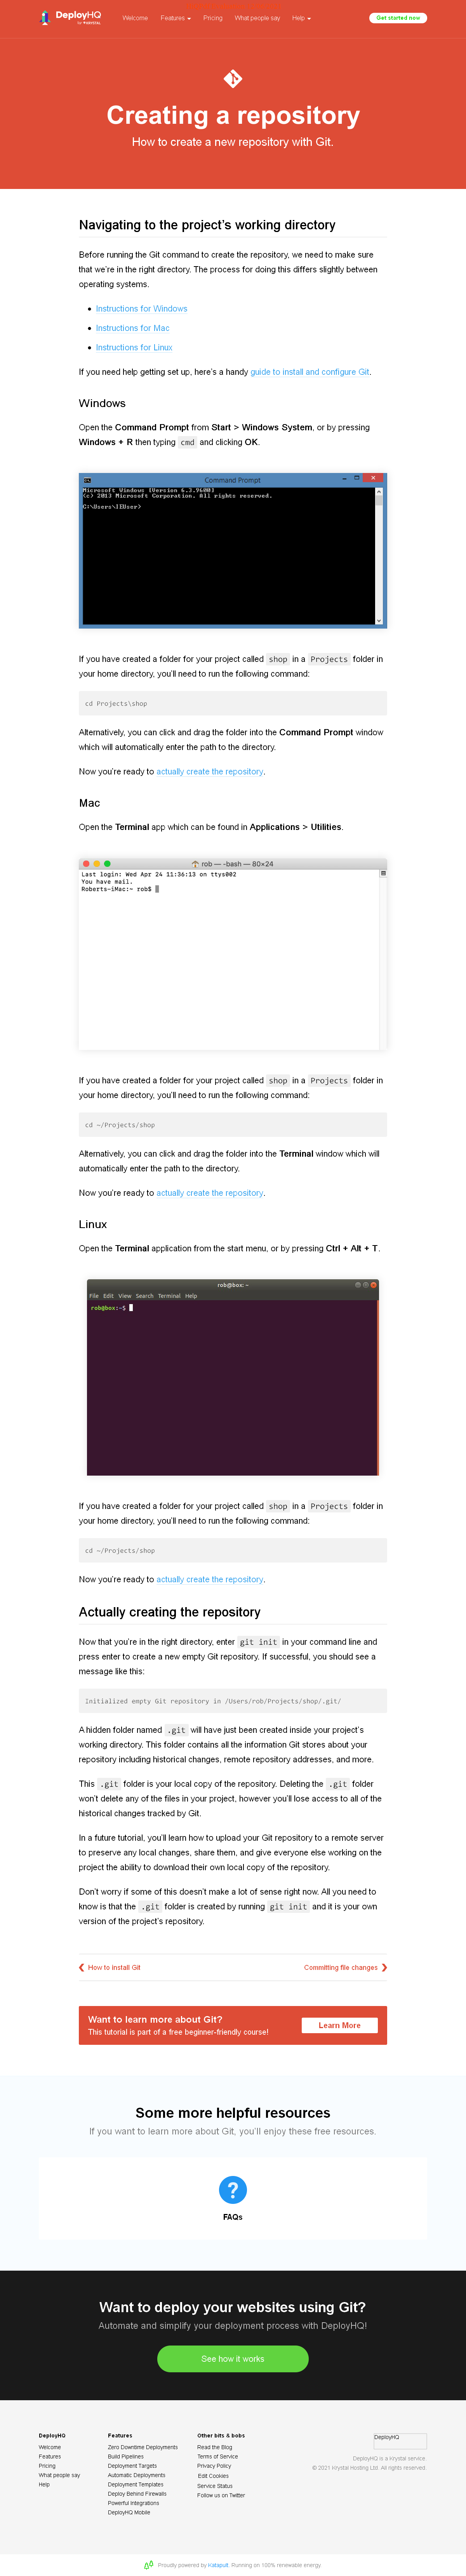 DeployHQ
by KRYSTAL
Welcome
Features
Pricing
What people say
Help
Get started now
Creating a repository
How to create a new repository with Git.
Navigating to the project's working directory
Before running the Git command to create the repository, we need to make sure
that we're in the right directory. The process for doing this differs slightly between
operating systems.
Instructions for Windows
Instructions for Mac
Instructions for Linux
If you need help getting set up, here's a handy guide to install and configure Git.
Windows
Open the Command Prompt from Start > Windows System, or by pressing
Windows + R then typing cmd and clicking OK.
Command Prompt
Microsoft Windows [Version 6.3.9600]
(c) 2013 Microsoft Corporation. All rights reserved.
C:\Users\IEUser>
If you have created a folder for your project called shop in a Projects folder in
your home directory, you'll need to run the following command:
cd Projects\shop
Alternatively, you can click and drag the folder into the Command Prompt window
which will automatically enter the path to the directory.
Now you're ready to actually create the repository.
Mac
Open the Terminal app which can be found in Applications > Utilities.
rob — -bash — 80×24
Last login: Wed Apr 24 11:36:13 on ttys002
You have mail.
Roberts-iMac:~ rob$
If you have created a folder for your project called shop in a Projects folder in
your home directory, you'll need to run the following command:
cd ~/Projects/shop
Alternatively, you can click and drag the folder into the Terminal window which will
automatically enter the path to the directory.
Now you're ready to actually create the repository.
Linux
Open the Terminal application from the start menu, or by pressing Ctrl + Alt + T.
rob@box: ~
File Edit View Search Terminal Help
rob@box:~$
If you have created a folder for your project called shop in a Projects folder in
your home directory, you'll need to run the following command:
cd ~/Projects/shop
Now you're ready to actually create the repository.
Actually creating the repository
Now that you're in the right directory, enter git init in your command line and
press enter to create a new empty Git repository. If successful, you should see a
message like this:
initialized empty Git repository in /Users/rob/Projects/shop/.git/
A hidden folder named .git will have just been created inside your project's
working directory. This folder contains all the information Git stores about your
repository including historical changes, remote repository addresses, and more.
This .git folder is your local copy of the repository. Deleting the .git folder
won't delete any of the files in your project, however you'll lose access to all of the
historical changes tracked by Git.
In a future tutorial, you'll learn how to upload your Git repository to a remote server
to preserve any local changes, share them, and give everyone else working on the
project the ability to download their own local copy of the repository.
Don't worry if some of this doesn't make a lot of sense right now. All you need to
know is that the .git folder is created by running git init and it is your own
version of the project's repository.
How to install Git
Committing file changes
Want to learn more about Git?
This tutorial is part of a free beginner-friendly course!
Learn More
Some more helpful resources
If you want to learn more about Git, you'll enjoy these free resources.
?
FAQs
Want to deploy your websites using Git?
Automate and simplify your deployment process with DeployHQ!
See how it works
DeployHQ
Welcome
Features
Pricing
What people say
Help
Features
Zero Downtime Deployments
Build Pipelines
Deployment Targets
Automatic Deployments
Deployment Templates
Deploy Behind Firewalls
Powerful Integrations
DeployHQ Mobile
Other bits & bobs
Read the Blog
Terms of Service
Privacy Policy
Edit Cookies
Service Status
Follow us on Twitter
DeployHQ
DeployHQ is a Krystal service.
© 2021 Krystal Hosting Ltd. All rights reserved.
Proudly powered by Katapult. Running on 100% renewable energy.